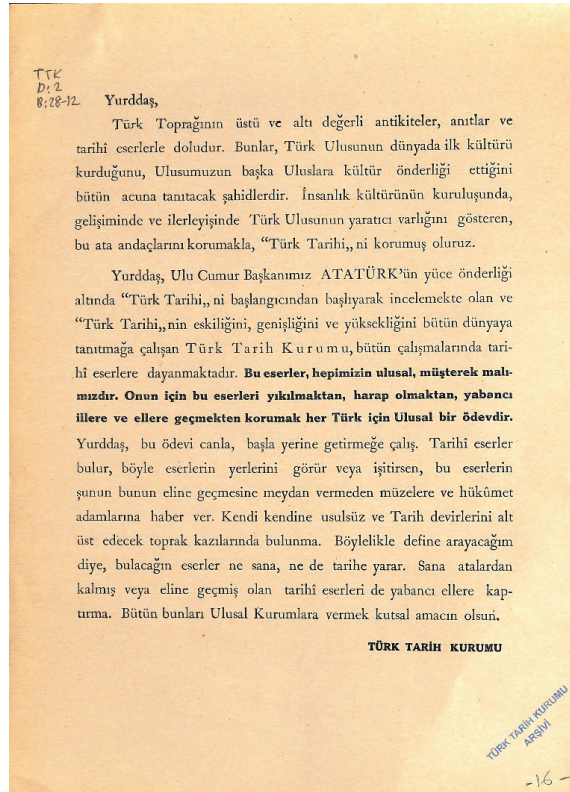 TTK
D:2
B:28-12
Yurddaş,
Türk Toprağının üstü ve altı değerli antikiteler, anıtlar ve
tarihî eserlerle doludur. Bunlar, Türk Ulusunun dünyada ilk kültürü
kurduğunu, Ulusumuzun başka Uluslara kültür önderliği ettiğini
bütün acuna tanıtacak şahidlerdir. İnsanlık kültürünün kuruluşunda,
gelişiminde ve ilerleyişinde Türk Ulusunun yaratıcı varlığını gösteren,
bu ata andaçlarını korumakla, “Türk Tarihi„ ni korumuş oluruz.
Yurddaş, Ulu Cumur Başkanımız ATATÜRK'ün yüce önderliği
altında “Türk Tarihi„ ni başlangıcından başlıyarak incelemekte olan ve
“Türk Tarihi„nin eskiliğini, genişliğini ve yüksekliğini bütün dünyaya
tanıtmağa çalışan Türk Tarih Kurumu, bütün çalışmalarında tari-
hî eserlere dayanmaktadır. Bu eserler, hepimizin ulusal, müşterek malı-
mızdır. Onun için bu eserleri yıkılmaktan, harap olmaktan, yabancı
illere ve ellere geçmekten korumak her Türk için Ulusal bir ödevdir.
Yurddaş, bu ödevi canla, başla yerine getirmeğe çalış. Tarihî eserler
bulur, böyle eserlerin yerlerini görür veya işitirsen, bu eserlerin
şunun bunun eline geçmesine meydan vermeden müzelere ve hükûmet
adamlarına haber ver. Kendi kendine usulsüz ve Tarih devirlerini alt
üst edecek toprak kazılarında bulunma. Böylelikle define arayacağım
diye, bulacağın eserler ne sana, ne de tarihe yarar. Sana atalardan
kalmış veya eline geçmiş olan tarihî eserleri de yabancı ellere kap-
tırma. Bütün bunları Ulusal Kurumlara vermek kutsal amacın olsun.
TÜRK TARİH KURUMU
TÜRK TARİH KURUMU
ARŞİVİ
-16-